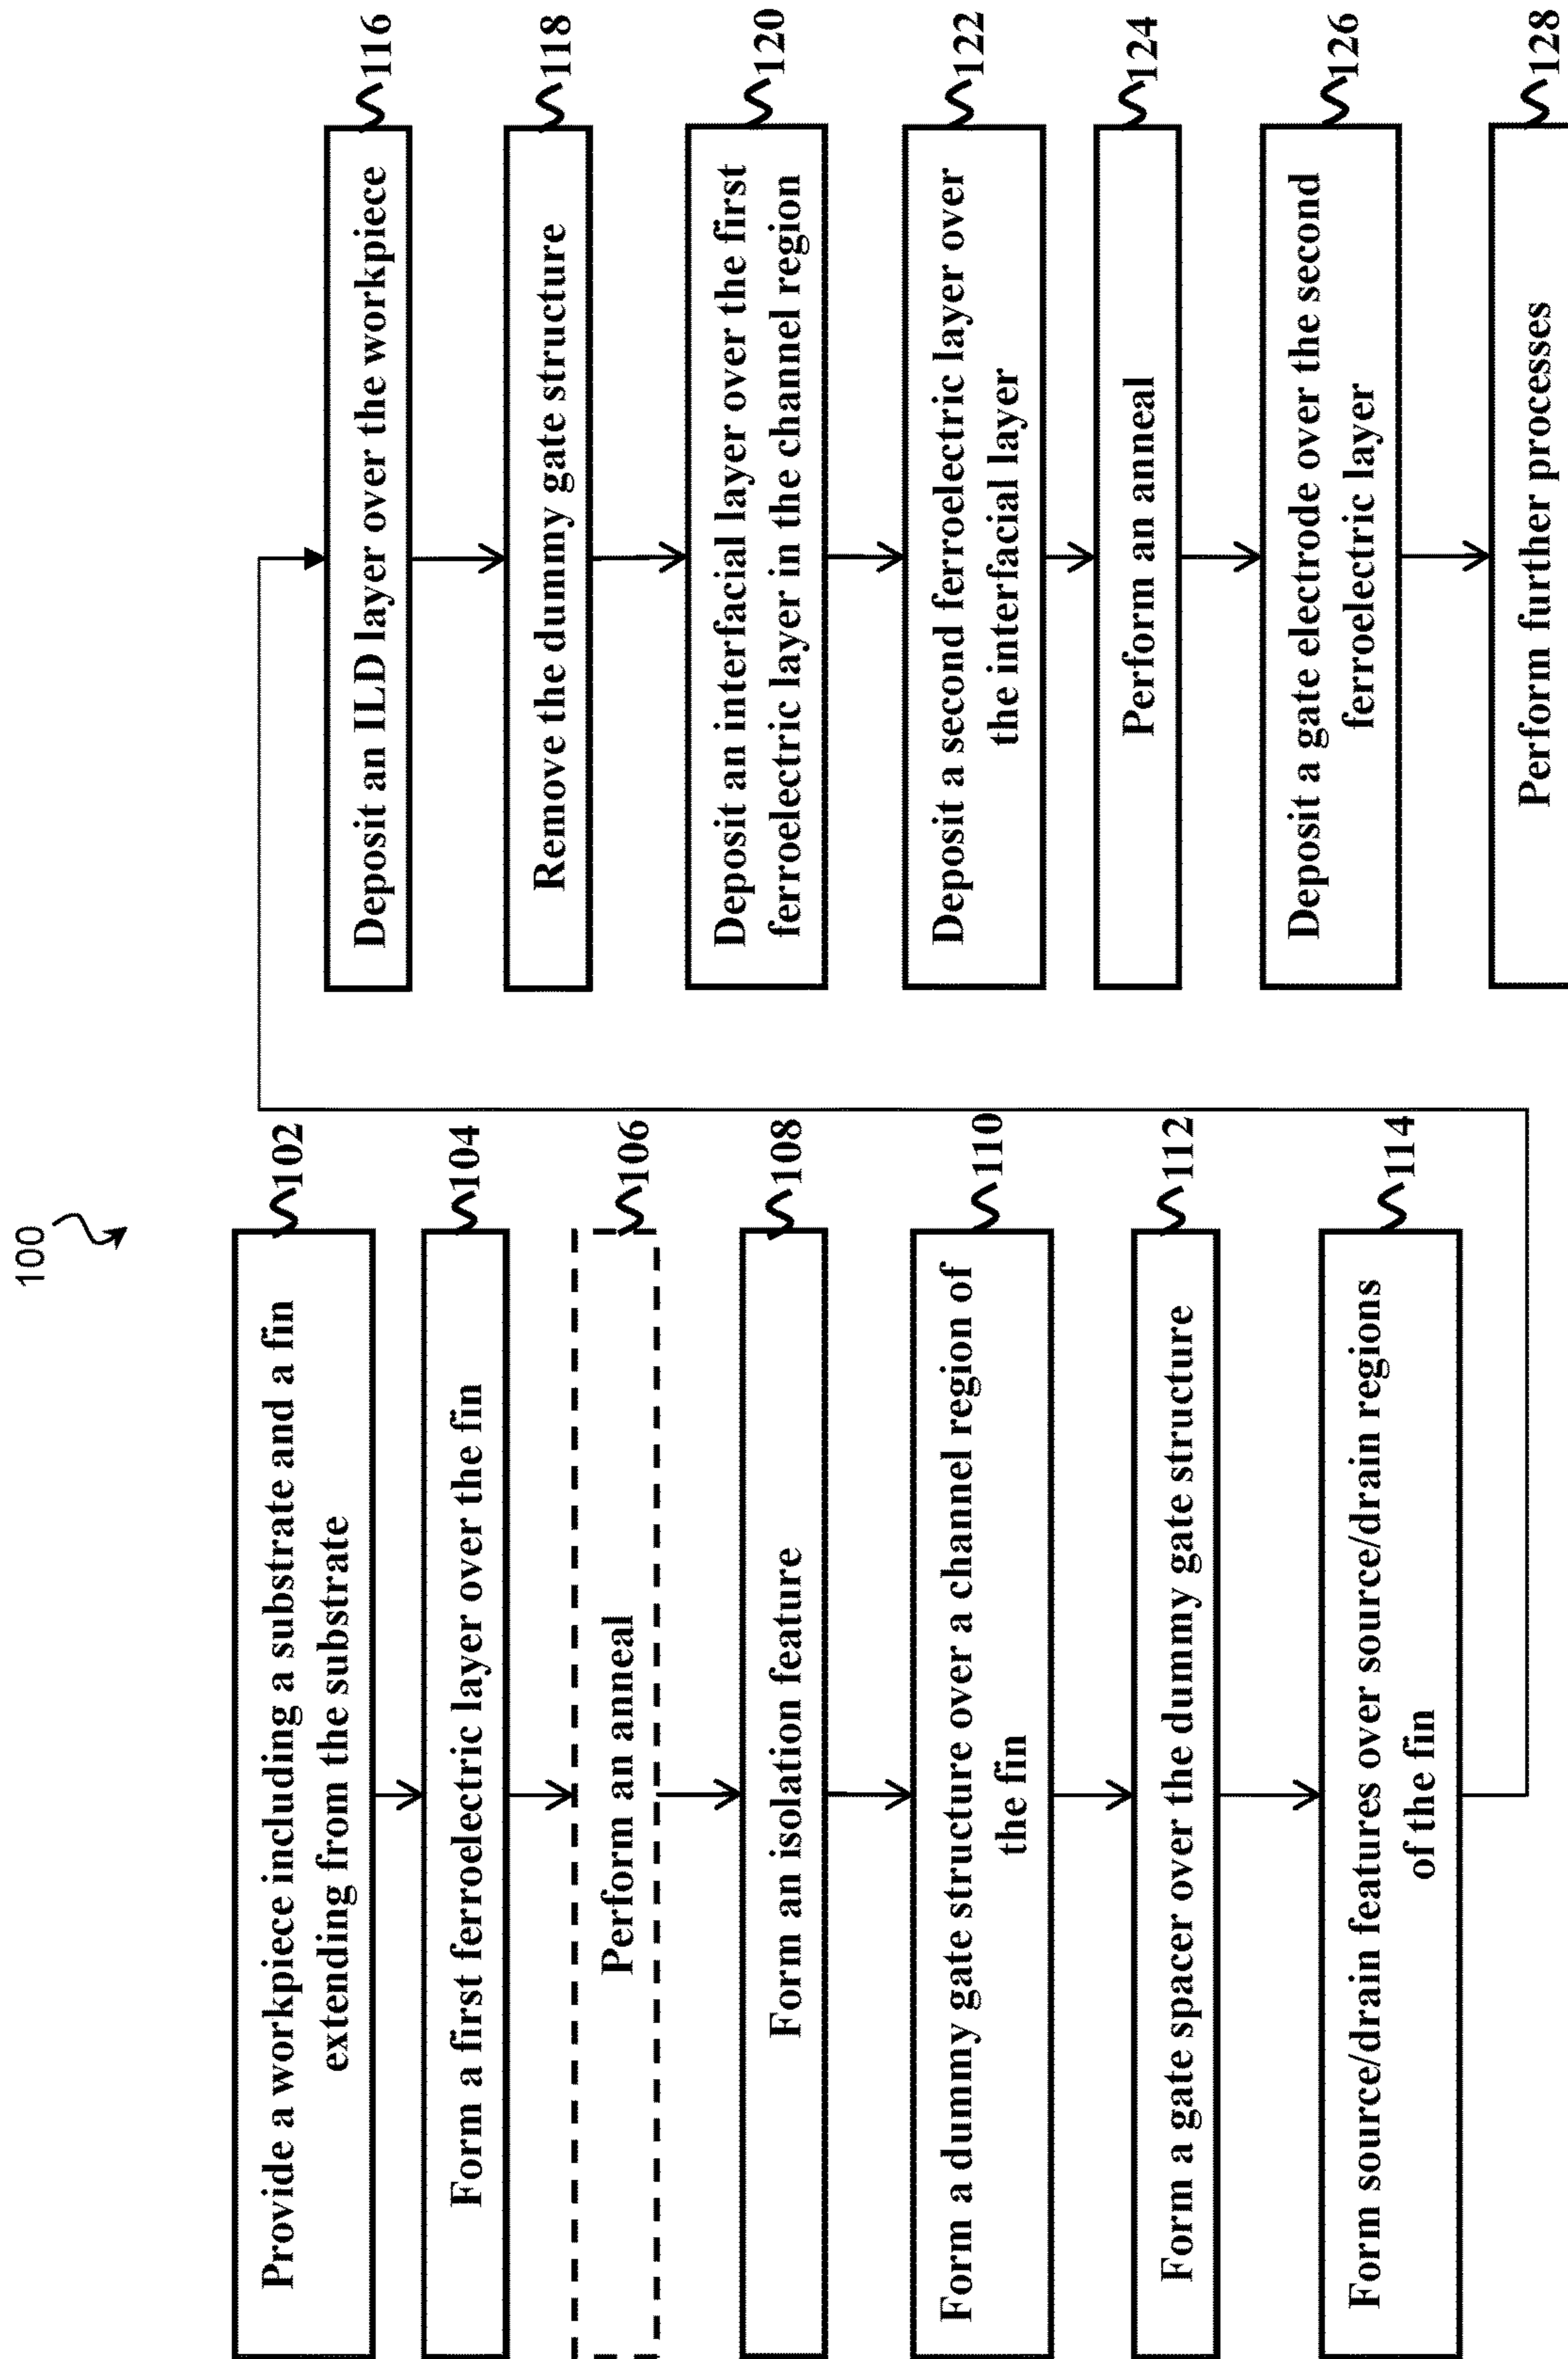 100
Provide a workpiece including a substrate and a fin
extending from the substrate
102
Form a first ferroelectric layer over the fin
104
Perform an anneal
106
Form an isolation feature
108
Form a dummy gate structure over a channel region of
the fin
110
Form a gate spacer over the dummy gate structure
112
Form source/drain features over source/drain regions
of the fin
114
Deposit an ILD layer over the workpiece
116
Remove the dummy gate structure
118
Deposit an interfacial layer over the first
ferroelectric layer in the channel region
120
Deposit a second ferroelectric layer over
the interfacial layer
122
Perform an anneal
124
Deposit a gate electrode over the second
ferroelectric layer
126
Perform further processes
128